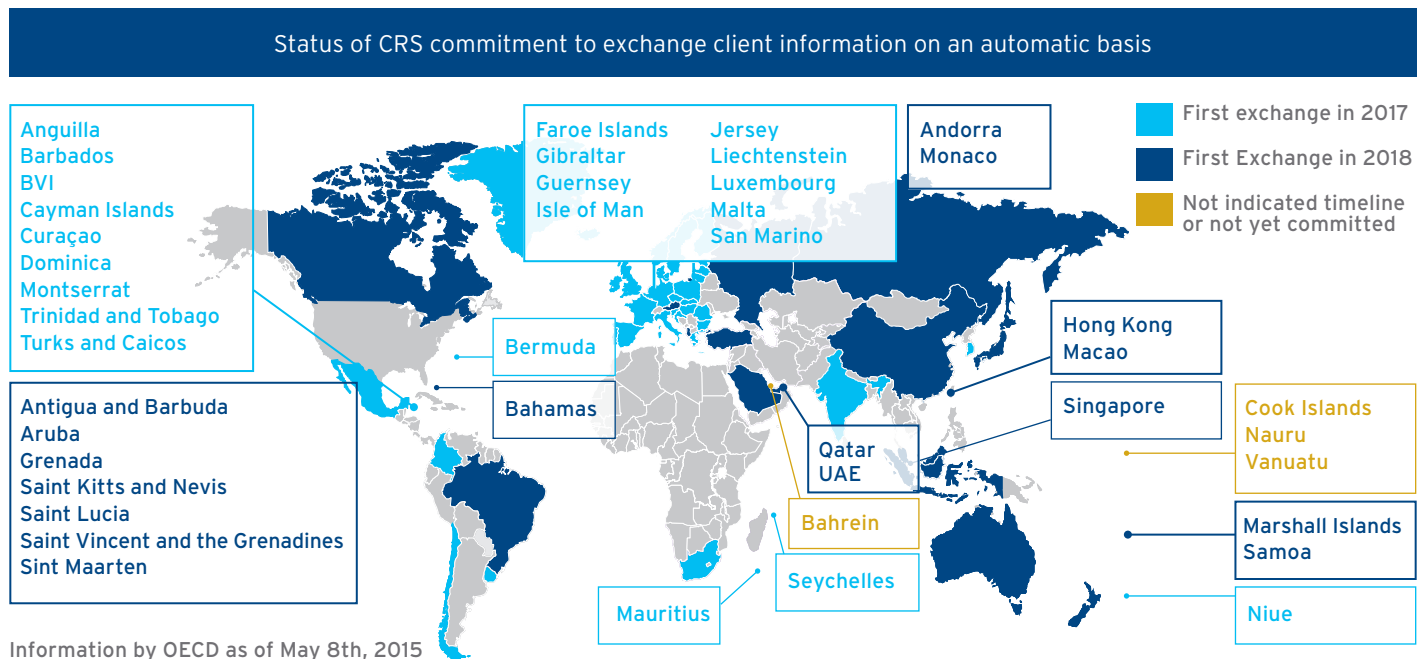 Status of CRS commitment to exchange client information on an automatic basis
Anguilla
Barbados
BVI
Cayman Islands
Curaçao
Dominica
Montserrat
Trinidad and Tobago
Turks and Caicos
Faroe Islands
Gibraltar
Guernsey
Isle of Man
Jersey
Liechtenstein
Luxembourg
Malta
San Marino
Andorra
Monaco
First exchange in 2017
First Exchange in 2018
Not indicated timeline
or not yet committed
Bermuda
Bahamas
Hong Kong
Macao
Singapore
Antigua and Barbuda
Aruba
Grenada
Saint Kitts and Nevis
Saint Lucia
Saint Vincent and the Grenadines
Sint Maarten
Qatar
UAE
Cook Islands
Nauru
Vanuatu
Bahrein
Marshall Islands
Samoa
Seychelles
Mauritius
Niue
Information by OECD as of May 8th, 2015